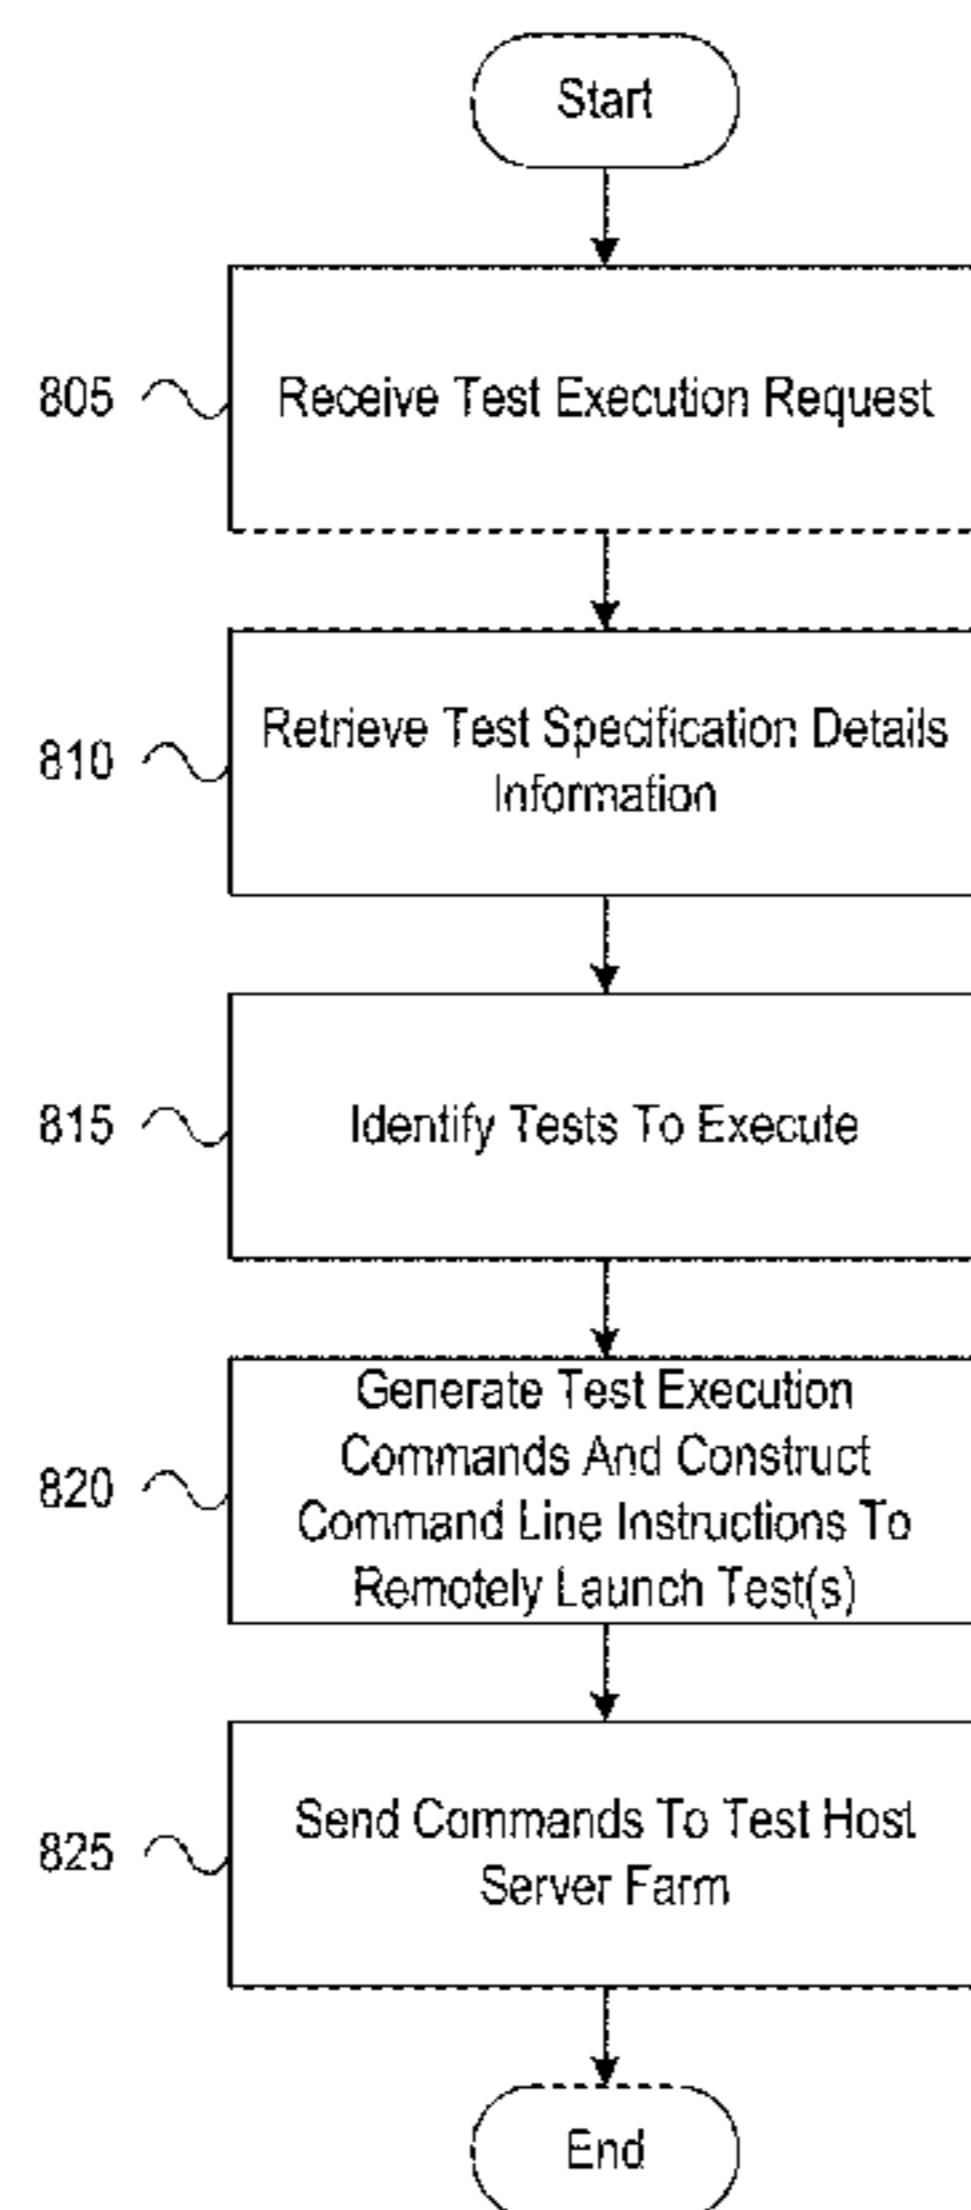 Start
805
Receive Test Execution Request
810
Retrieve Test Specification Details
Information
815
Identify Tests To Execute
820
Generate Test Execution
Commands And Construct
Command Line Instructions To
Remotely Launch Test(s)
825
Send Commands To Test Host
Server Farm
End